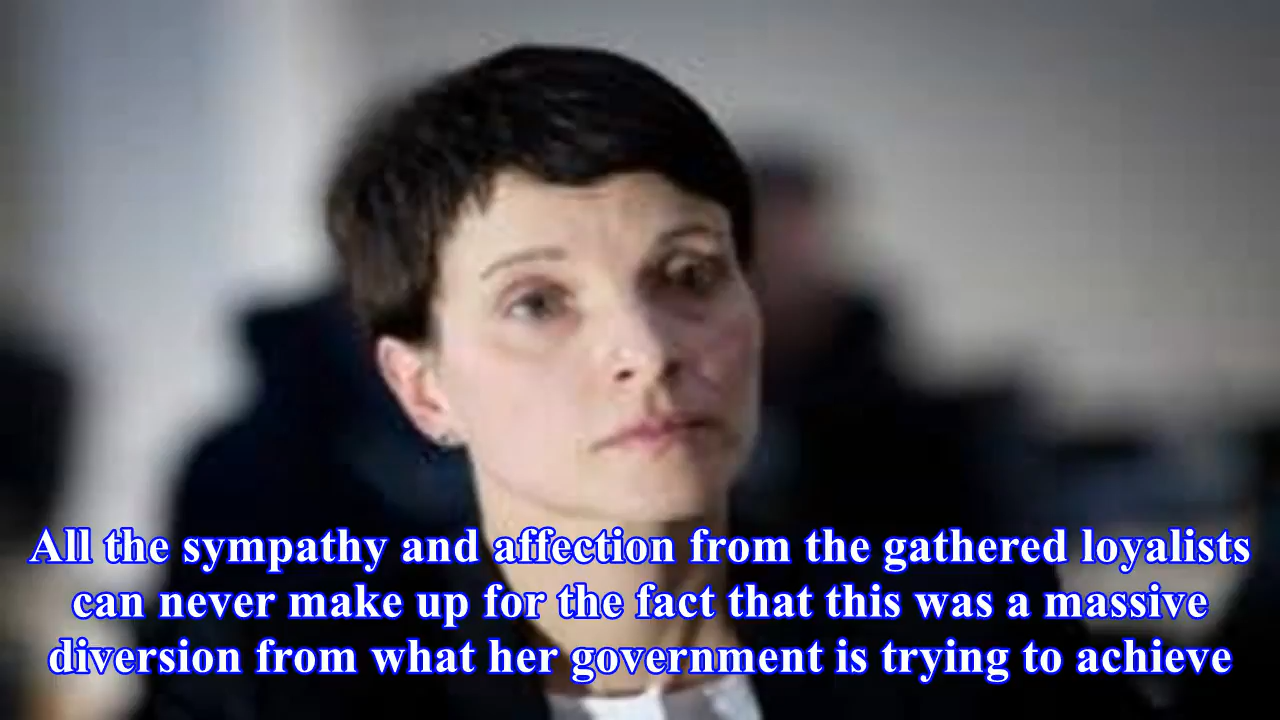 All the sympathy and affection from the gathered loyalists
can never make up for the fact that this was a massive
diversion from what her government is trying to achieve